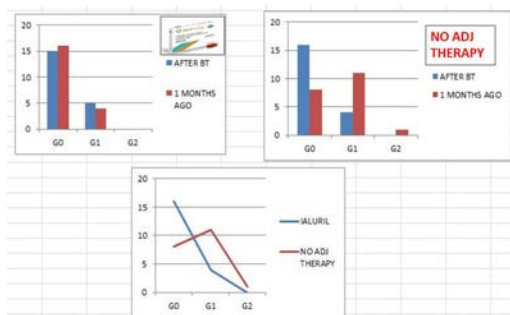 20
15
10
5
0
G0 G1 G2
AFTER BT
1 MONTHS
AGO
20
15
10
5
0
G0 G1 G2
NO ADJ
THERAPY
AFTER BT
1 MONTHS
AGO
20
15
10
5
0
G0 G1 G2
IALURIL
NO ADJ
THERAPY